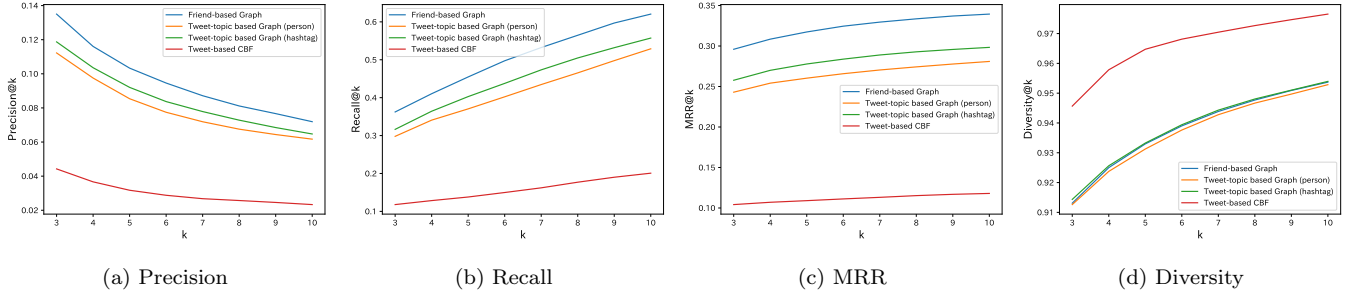 Precision@k
0.14
0.12
0.10
0.08
0.06
0.04
0.02
Friend-based Graph
Tweet-topic based Graph (person)
Tweet-topic based Graph (hashtag)
Tweet-based CBF
3 4 5 6 7 8 9 10
k
(a) Precision
Recall@k
0.6
0.5
0.4
0.3
0.2
0.1
Friend-based Graph
Tweet-topic based Graph (person)
Tweet-topic based Graph (hashtag)
Tweet-based CBF
3 4 5 6 7 8 9 10
k
(b) Recall
MRR@k
0.35
0.30
0.25
0.20
0.15
0.10
Friend-based Graph
Tweet-topic based Graph (person)
Tweet-topic based Graph (hashtag)
Tweet-based CBF
3 4 5 6 7 8 9 10
k
(c) MRR
Diversity@k
0.97
0.96
0.95
0.94
0.93
0.92
0.91
Friend-based Graph
Tweet-topic based Graph (person)
Tweet-topic based Graph (hashtag)
Tweet-based CBF
3 4 5 6 7 8 9 10
k
(d) Diversity